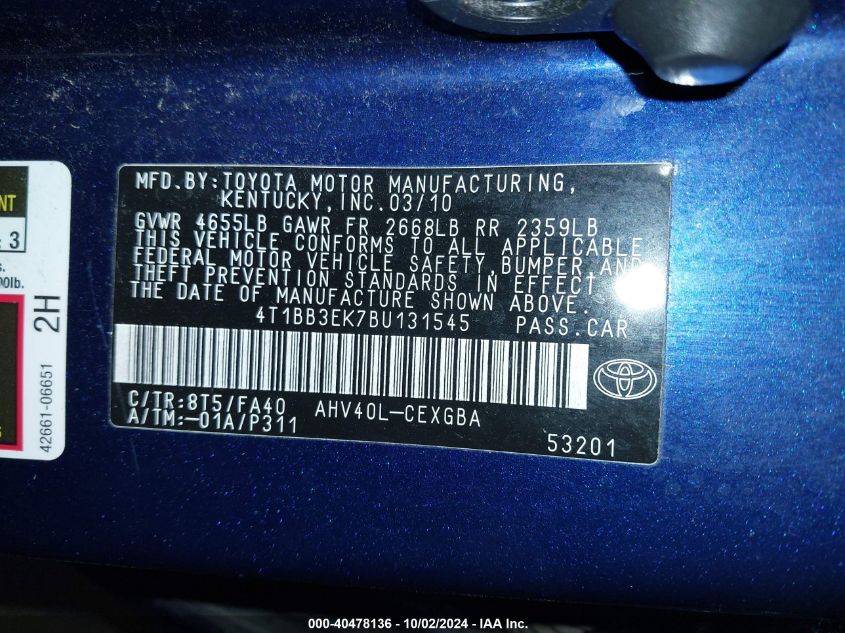 MFD.BY:TOYOTA MOTOR MANUFACTURING,
KENTUCKY,INC.03/10
GVWR 4655LB GAWR FR 2668LB RR 2359LB
THIS VEHICLE CONFORMS TO ALL APPLICABLE
FEDERAL MOTOR VEHICLE SAFETY,BUMPER,AND
THEFT PREVENTION STANDARDS IN EFFECT ON
THE DATE OF MANUFACTURE SHOWN ABOVE.
4T1BB3EK7BU131545 PASS.CAR
C/TR:8T5/FA40 AHV40L-CEXGBA
A/TM:-01A/P311
53201
NT
3
s.
00lb.
2H
42661-06651
s
000-40478136 - 10/02/2024 - IAA Inc.